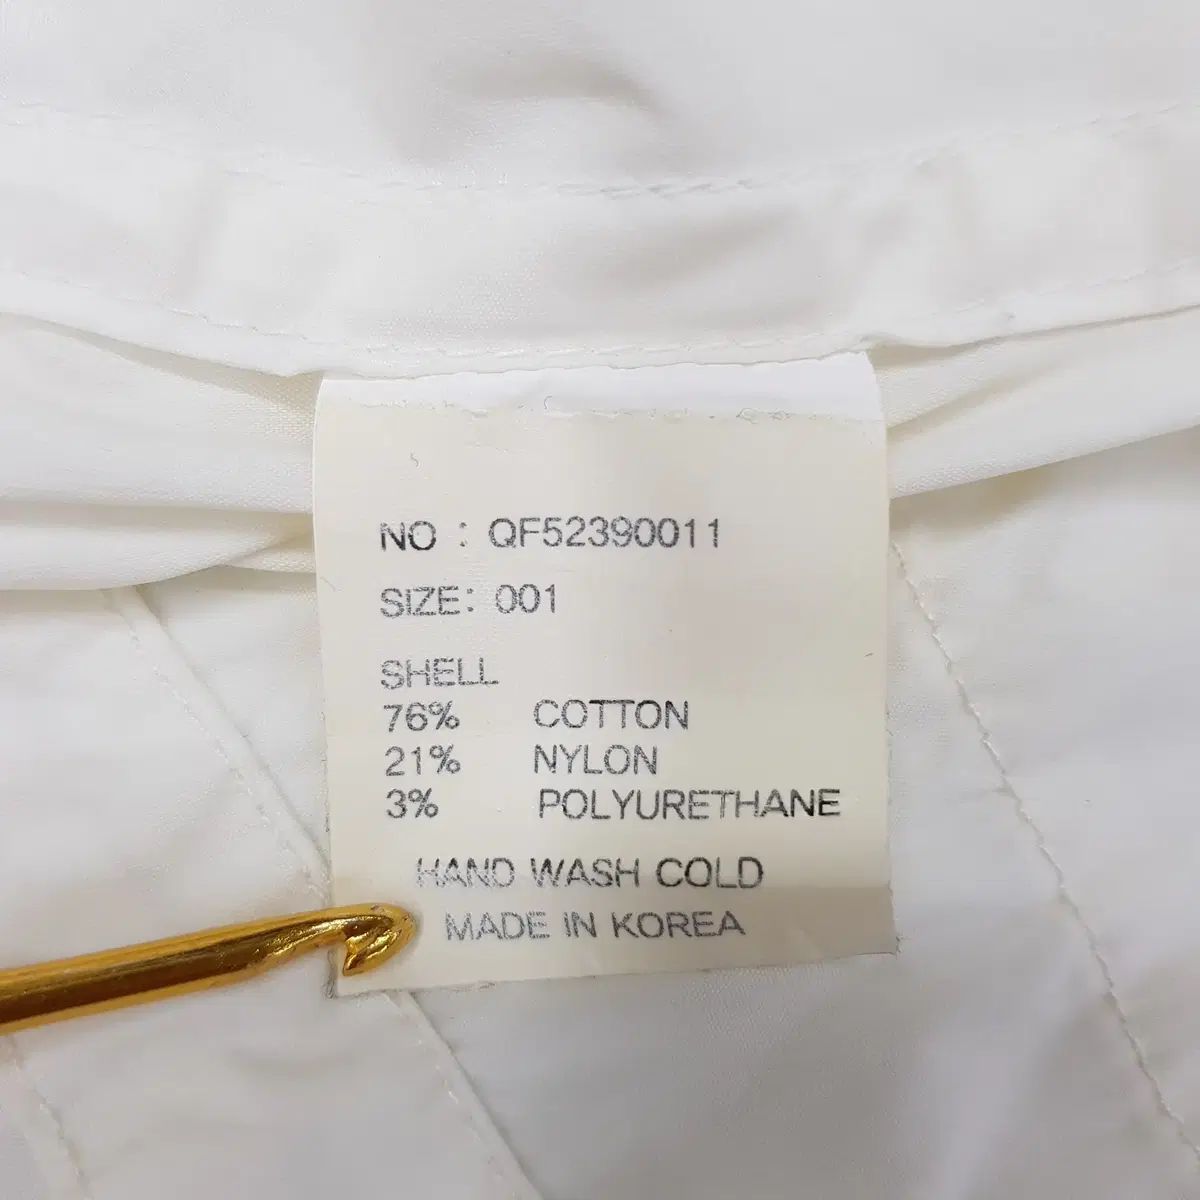 NO : QF52390011
SIZE: 001
SHELL
76% COTTON
21% NYLON
3% POLYURETHANE
HAND WASH COLD
MADE IN KOREA